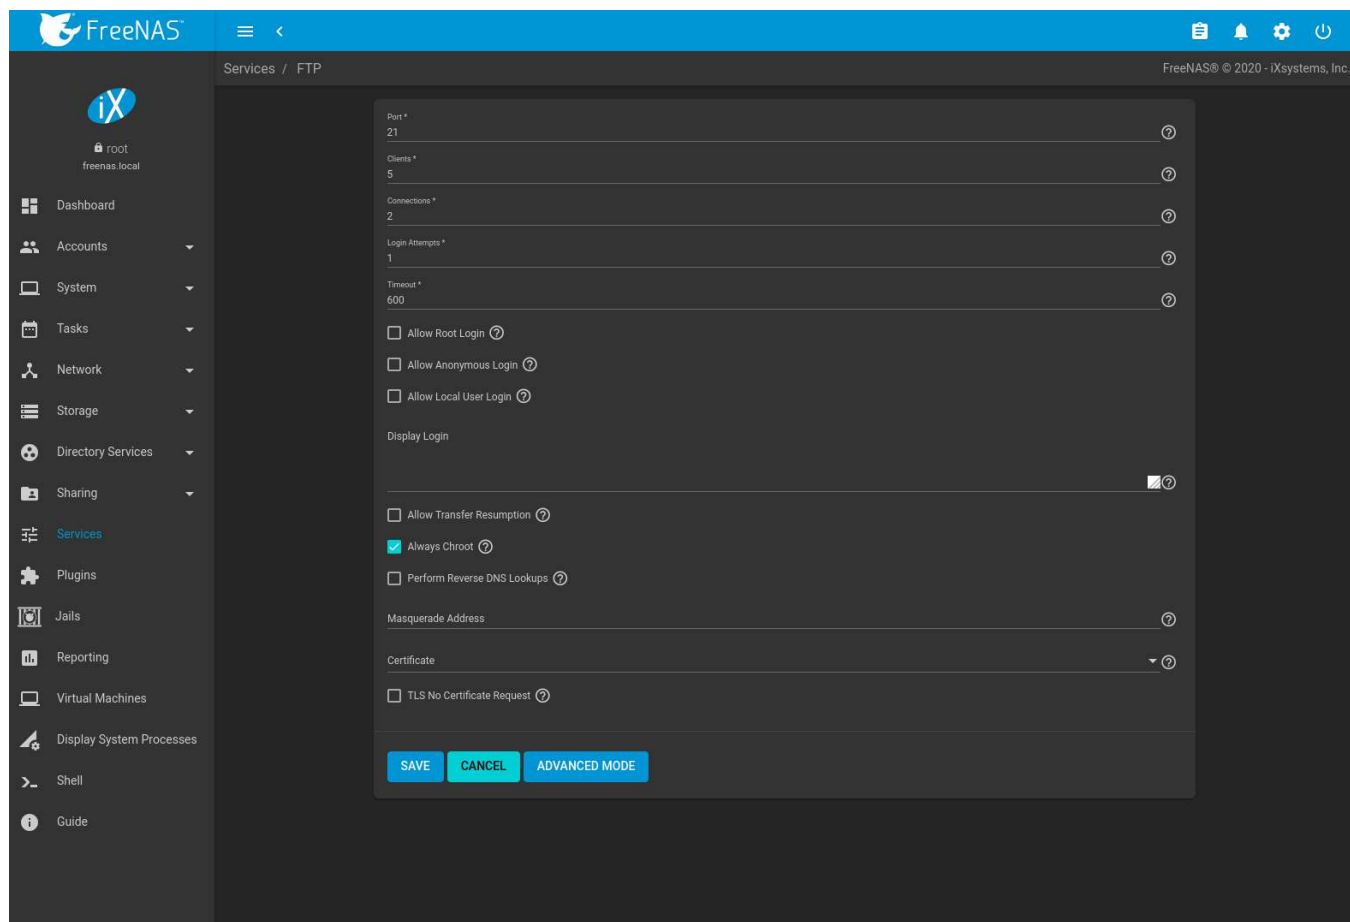 FreeNAS™
Services / FTP
FreeNAS® © 2020 - iXsystems, Inc.
iX
root
freenas.local
Dashboard
Accounts
System
Tasks
Network
Storage
Directory Services
Sharing
Services
Plugins
Jails
Reporting
Virtual Machines
Display System Processes
Shell
Guide
Port *
21
Clients *
5
Connections *
2
Login Attempts *
1
Timeout *
600
Allow Root Login
Allow Anonymous Login
Allow Local User Login
Display Login
Allow Transfer Resumption
Always Chroot
Perform Reverse DNS Lookups
Masquerade Address
Certificate
TLS No Certificate Request
SAVE
CANCEL
ADVANCED MODE